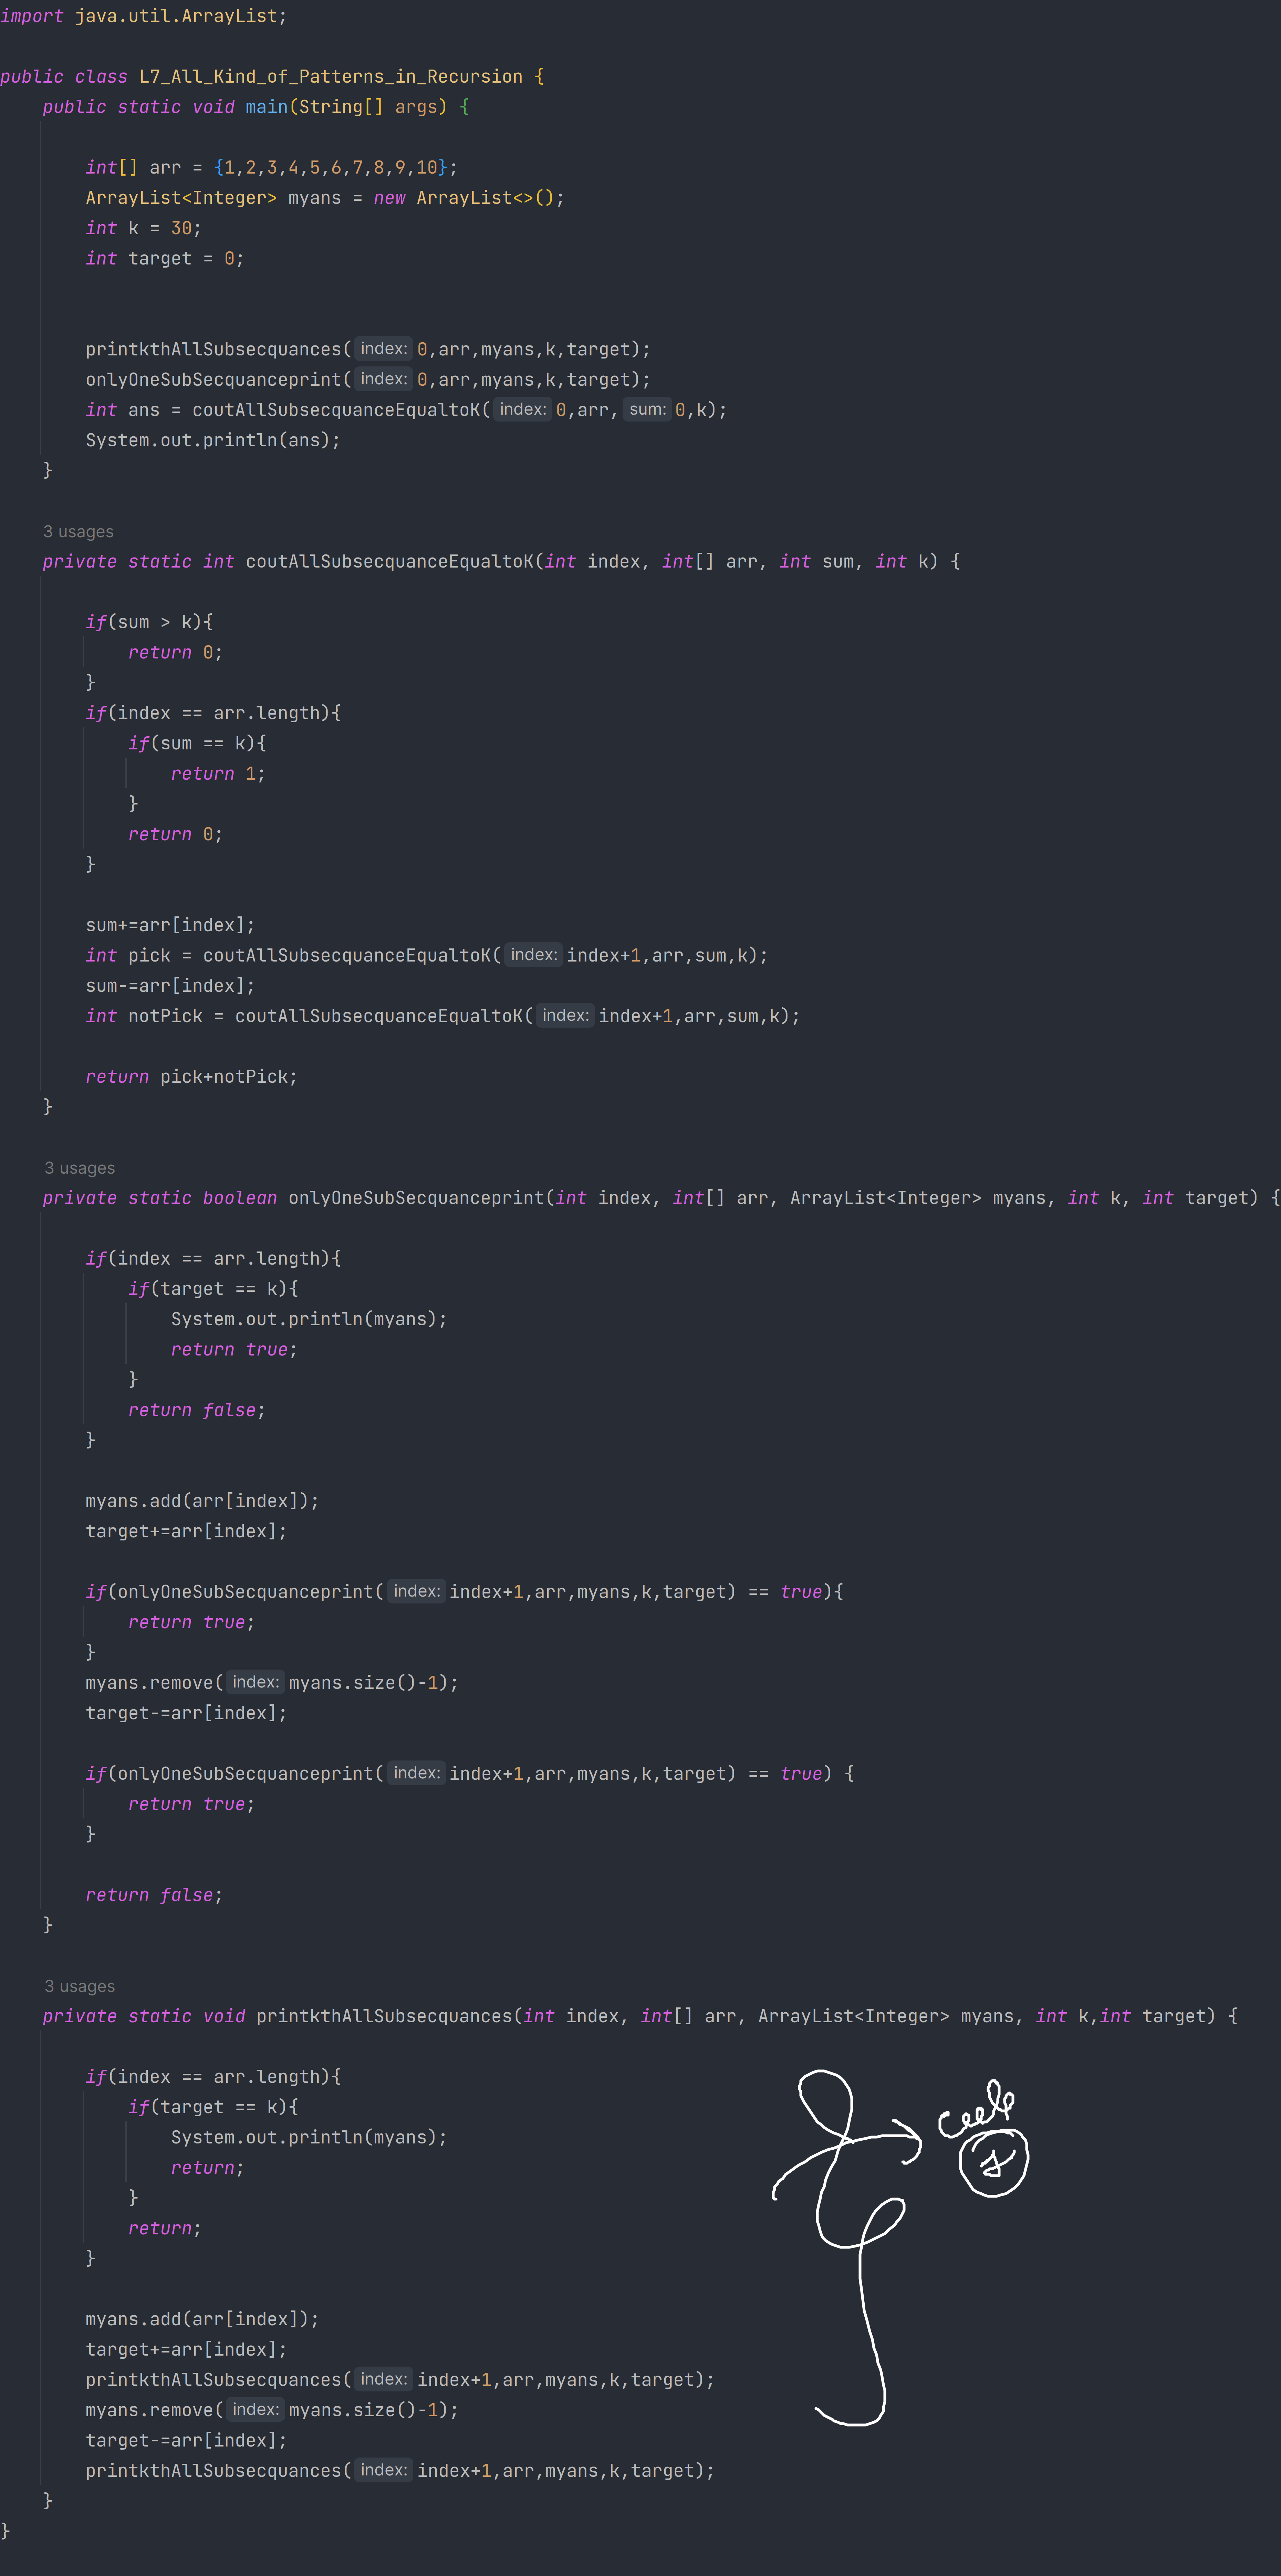 import java.util.ArrayList;
public class L7_All_Kind_of_Patterns_in_Recursion {
public static void main(String[] args) {
int[] arr = {1,2,3,4,5,6,7,8,9,10};
ArrayList<Integer> myans = new ArrayList<>();
int k = 30;
int target = 0;
printkthAllSubsecquances( index: 0,arr,myans,k,target);
onlyOneSubSecquanceprint( index: 0,arr,myans,k,target);
int ans = coutAllSubsecquanceEqualtoK( index: 0,arr, sum: 0,k);
System.out.println(ans);
}
3 usages
private static int coutAllSubsecquanceEqualtoK(int index, int[] arr, int sum, int k) {
if(sum > k){
return 0;
}
if(index == arr.length){
if(sum == k){
return 1;
}
return 0;
}
sum+=arr[index];
int pick = coutAllSubsecquanceEqualtoK( index: index+1,arr,sum,k);
sum-=arr[index];
int notPick = coutAllSubsecquanceEqualtoK( index: index+1,arr,sum,k);
return pick+notPick;
}
3 usages
private static boolean onlyOneSubSecquanceprint(int index, int[] arr, ArrayList<Integer> myans, int k, int target) {
if(index == arr.length){
if(target == k){
System.out.println(myans);
return true;
}
return false;
}
myans.add(arr[index]);
target+=arr[index];
if(onlyOneSubSecquanceprint( index: index+1,arr,myans,k,target) == true){
return true;
}
myans.remove( index: myans.size()-1);
target-=arr[index];
if(onlyOneSubSecquanceprint( index: index+1,arr,myans,k,target) == true) {
return true;
}
return false;
}
3 usages
private static void printkthAllSubsecquances(int index, int[] arr, ArrayList<Integer> myans, int k,int target) {
if(index == arr.length){
if(target == k){
System.out.println(myans);
return;
}
return;
}
myans.add(arr[index]);
target+=arr[index];
printkthAllSubsecquances( index: index+1,arr,myans,k,target);
myans.remove( index: myans.size()-1);
target-=arr[index];
printkthAllSubsecquances( index: index+1,arr,myans,k,target);
}
}